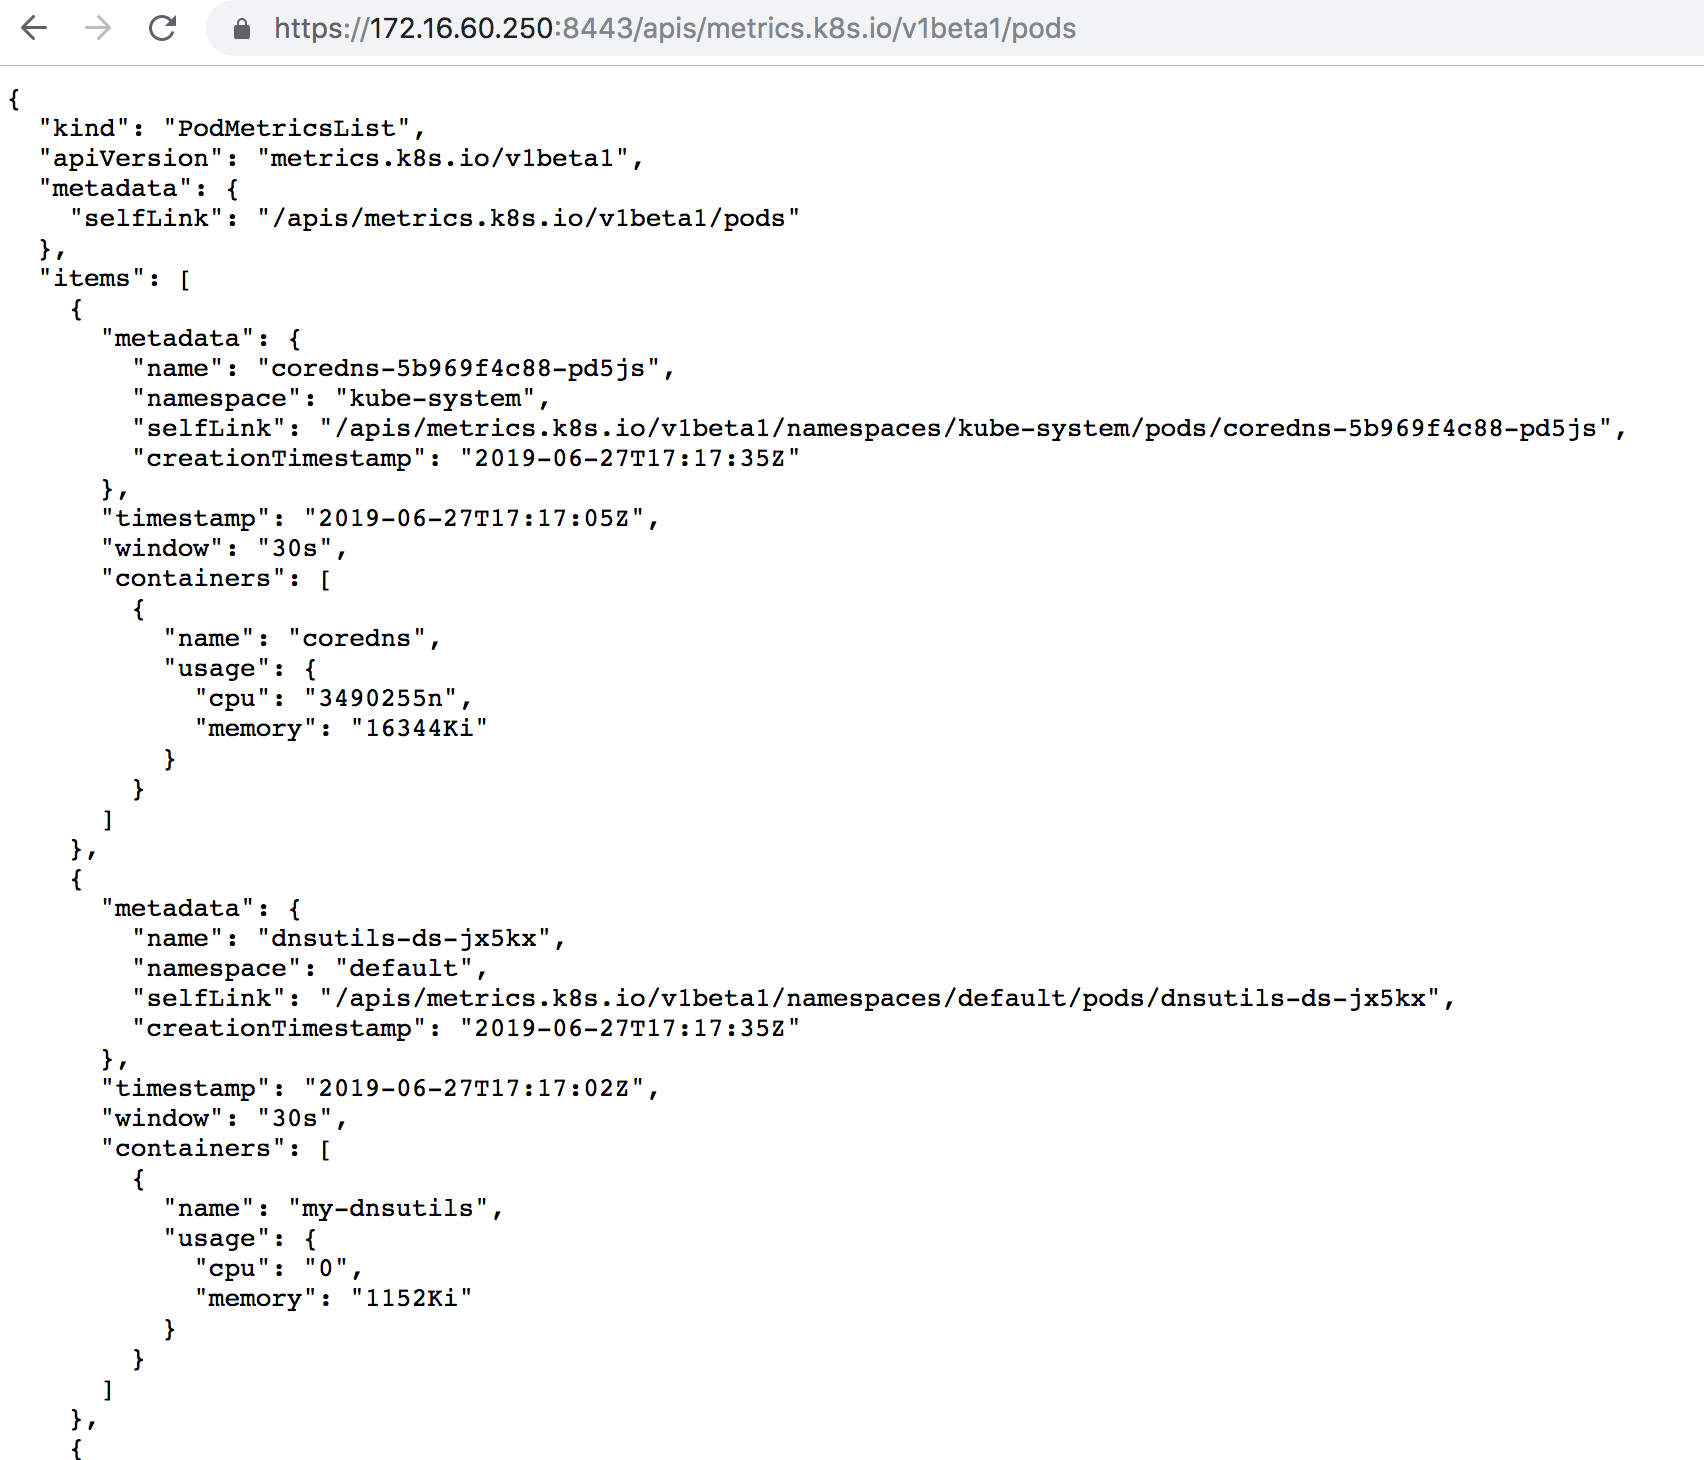 https://172.16.60.250:8443/apis/metrics.k8s.io/v1beta1/pods
{
  "kind": "PodMetricsList",
  "apiVersion": "metrics.k8s.io/v1beta1",
  "metadata": {
    "selfLink": "/apis/metrics.k8s.io/v1beta1/pods"
  },
  "items": [
    {
      "metadata": {
        "name": "coredns-5b969f4c88-pd5js",
        "namespace": "kube-system",
        "selfLink": "/apis/metrics.k8s.io/v1beta1/namespaces/kube-system/pods/coredns-5b969f4c88-pd5js",
        "creationTimestamp": "2019-06-27T17:17:35Z"
      },
      "timestamp": "2019-06-27T17:17:05Z",
      "window": "30s",
      "containers": [
        {
          "name": "coredns",
          "usage": {
            "cpu": "3490255n",
            "memory": "16344Ki"
          }
        }
      ]
    },
    {
      "metadata": {
        "name": "dnsutils-ds-jx5kx",
        "namespace": "default",
        "selfLink": "/apis/metrics.k8s.io/v1beta1/namespaces/default/pods/dnsutils-ds-jx5kx",
        "creationTimestamp": "2019-06-27T17:17:35Z"
      },
      "timestamp": "2019-06-27T17:17:02Z",
      "window": "30s",
      "containers": [
        {
          "name": "my-dnsutils",
          "usage": {
            "cpu": "0",
            "memory": "1152Ki"
          }
        }
      ]
    },
    {